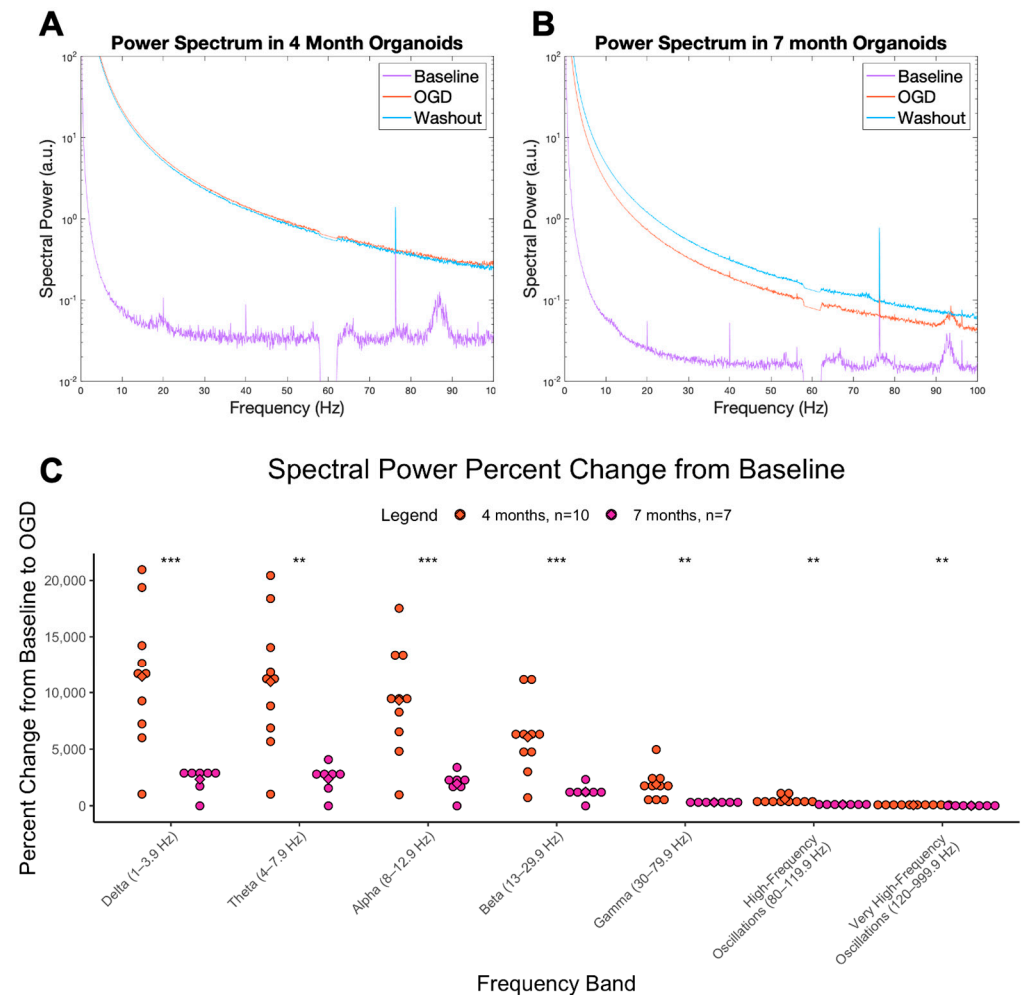 A
Power Spectrum in 4 Month Organoids
Spectral Power (a.u.)
10^2
10^1
10^0
10^-1
10^-2
Baseline
OGD
Washout
0 10 20 30 40 50 60 70 80 90 10
Frequency (Hz)
B
Power Spectrum in 7 month Organoids
Spectral Power (a.u.)
10^2
10^1
10^0
10^-1
10^-2
Baseline
OGD
Washout
0 10 20 30 40 50 60 70 80 90 100
Frequency (Hz)
C
Spectral Power Percent Change from Baseline
Legend 4 months, n=10 7 months, n=7
Percent Change from Baseline to OGD
*** ** *** *** ** ** **
20,000
15,000
10,000
5,000
0
Delta (1–3.9 Hz)
Theta (4–7.9 Hz)
Alpha (8–12.9 Hz)
Beta (13–29.9 Hz)
Gamma (30–79.9 Hz)
High-Frequency
Oscillations (80–119.9 Hz)
Very High-Frequency
Oscillations (120–999.9 Hz)
Frequency Band